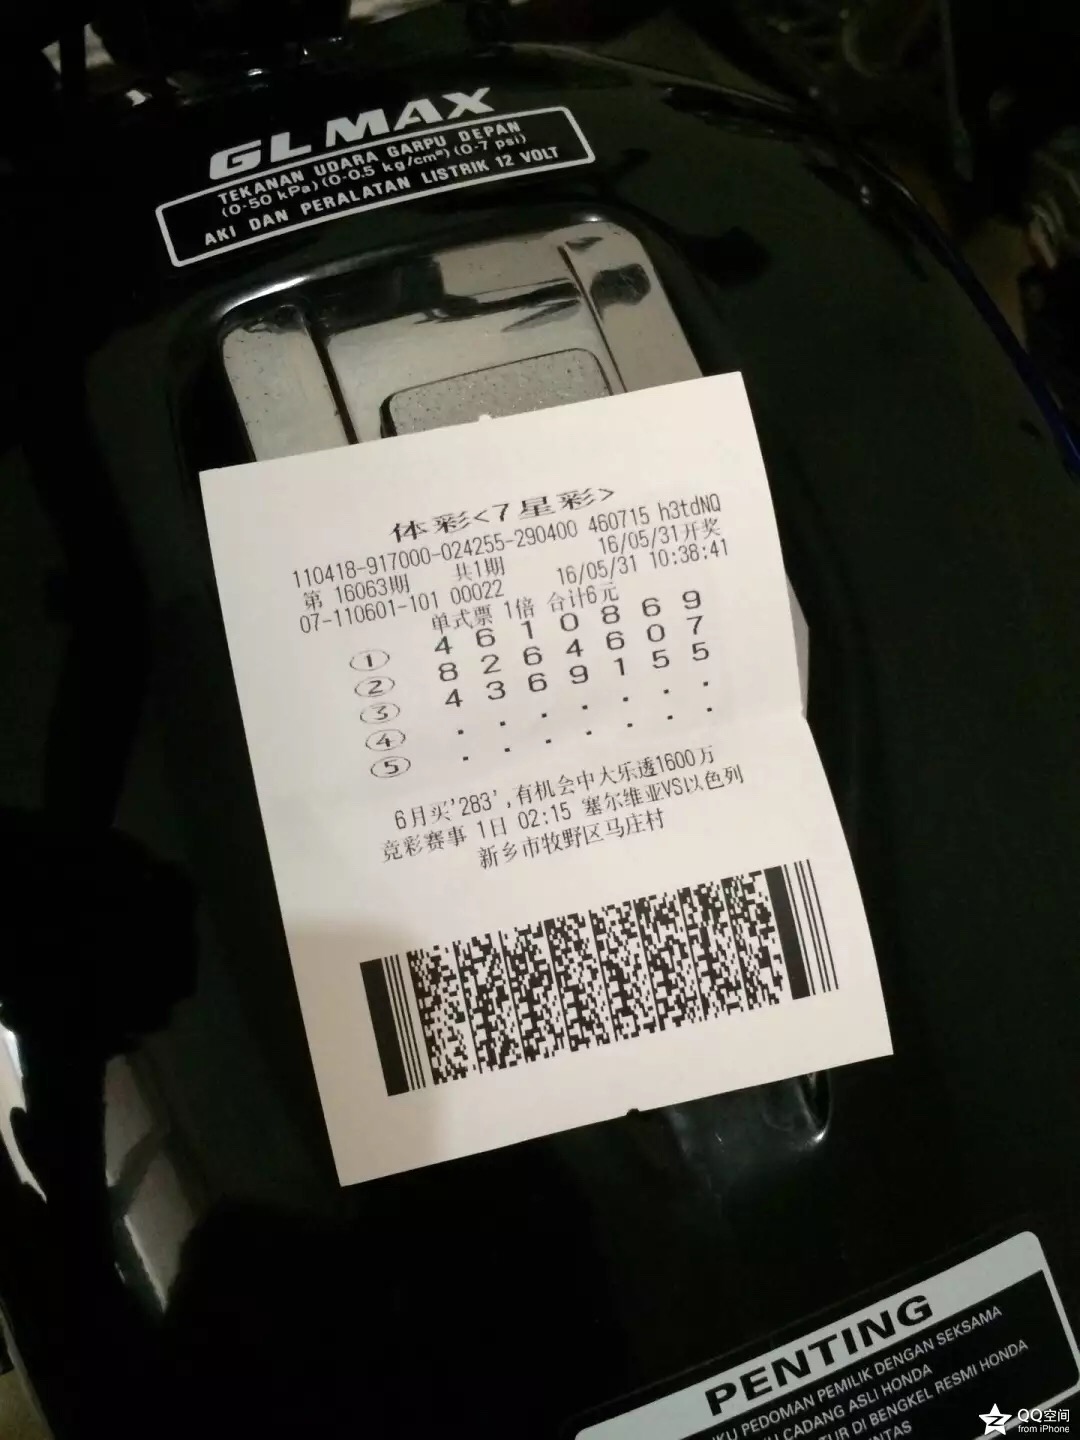 GL MAX
TEKANAN UDARA GARPU DEPAN
(0-50 kPa)(0-0.5 kg/cm²)(0-7 psi)
AKI DAN PERALATAN LISTRIK 12 VOLT
体彩<7星彩>
110418-917000-024255-290400 460715 h3tdNQ
第 16063期 共1期 16/05/31开奖
07-110601-101 00022 16/05/31 10:38:41
单式票 1倍 合计6元
① 4 6 1 0 8 6 9
② 8 2 6 4 6 0 7
③ 4 3 6 9 1 5 5
④ . . . . . . .
⑤ . . . . . . .
6月买'283',有机会中大乐透1600万
竞彩赛事 1日 02:15 塞尔维亚VS以色列
新乡市牧野区马庄村
PENTING
KU PEDOMAN PEMILIK DENGAN SEKSAMA
CADANG ASLI HONDA
TUR DI BENGKEL RESMI HONDA
NTAS
QQ空间
from iPhone